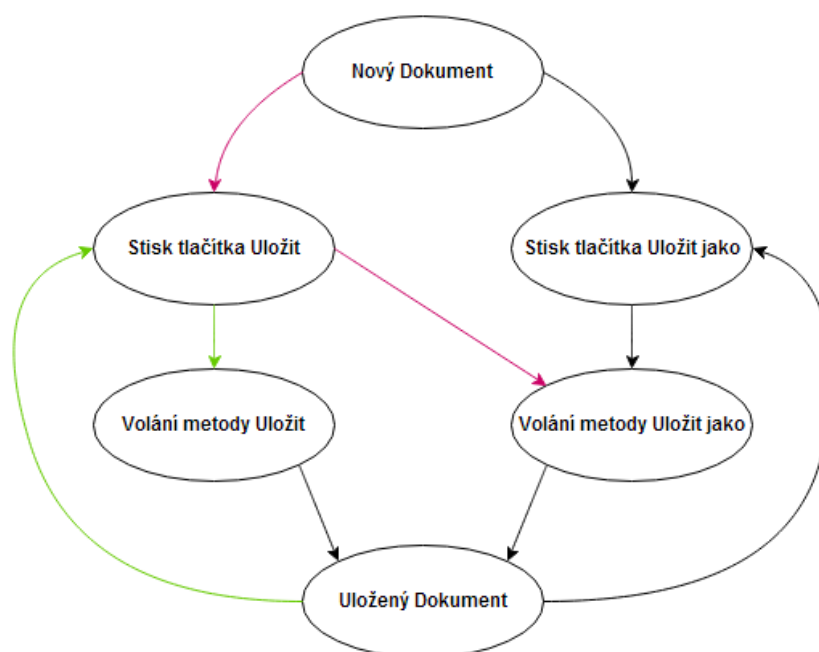 Nový Dokument
Stisk tlačítka Uložit
Stisk tlačítka Uložit jako
Volání metody Uložit
Volání metody Uložit jako
Uložený Dokument